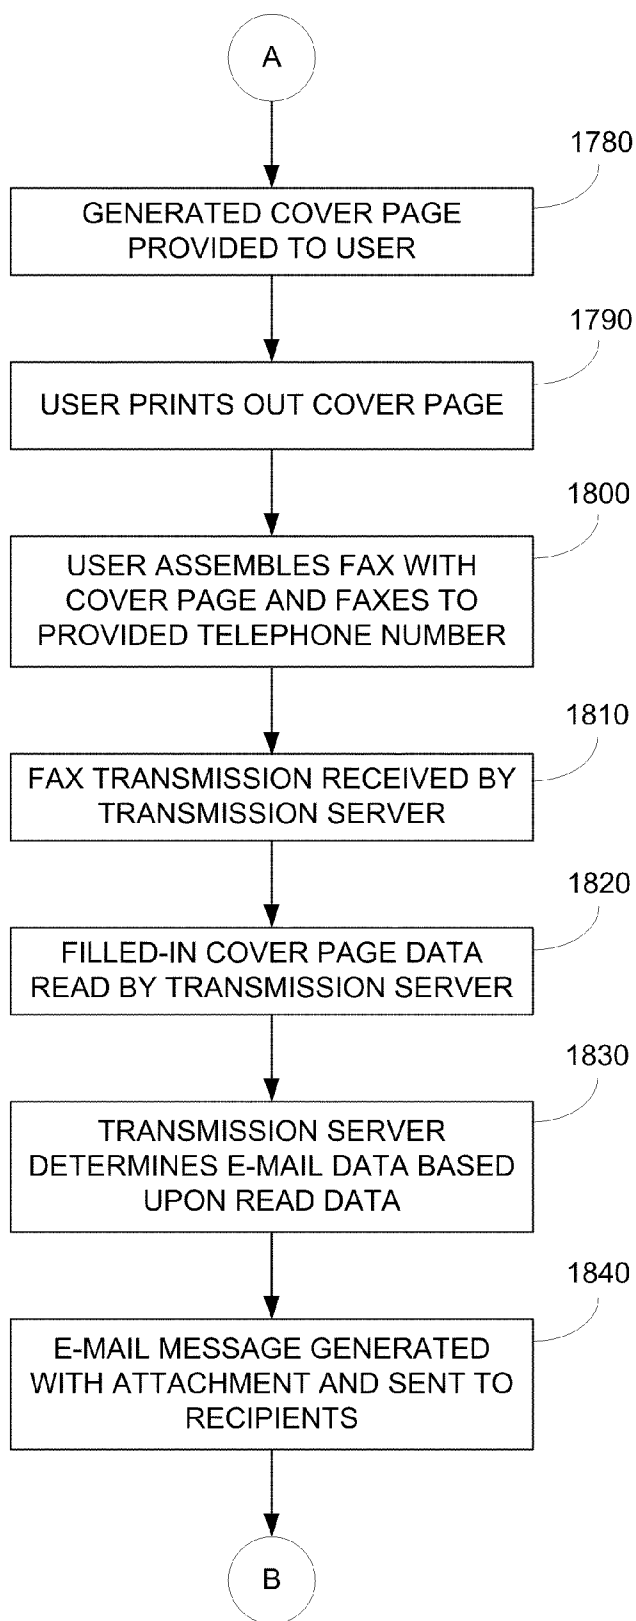 A
1780
GENERATED COVER PAGE
PROVIDED TO USER
1790
USER PRINTS OUT COVER PAGE
1800
USER ASSEMBLES FAX WITH
COVER PAGE AND FAXES TO
PROVIDED TELEPHONE NUMBER
1810
FAX TRANSMISSION RECEIVED BY
TRANSMISSION SERVER
1820
FILLED-IN COVER PAGE DATA
READ BY TRANSMISSION SERVER
1830
TRANSMISSION SERVER
DETERMINES E-MAIL DATA BASED
UPON READ DATA
1840
E-MAIL MESSAGE GENERATED
WITH ATTACHMENT AND SENT TO
RECIPIENTS
B